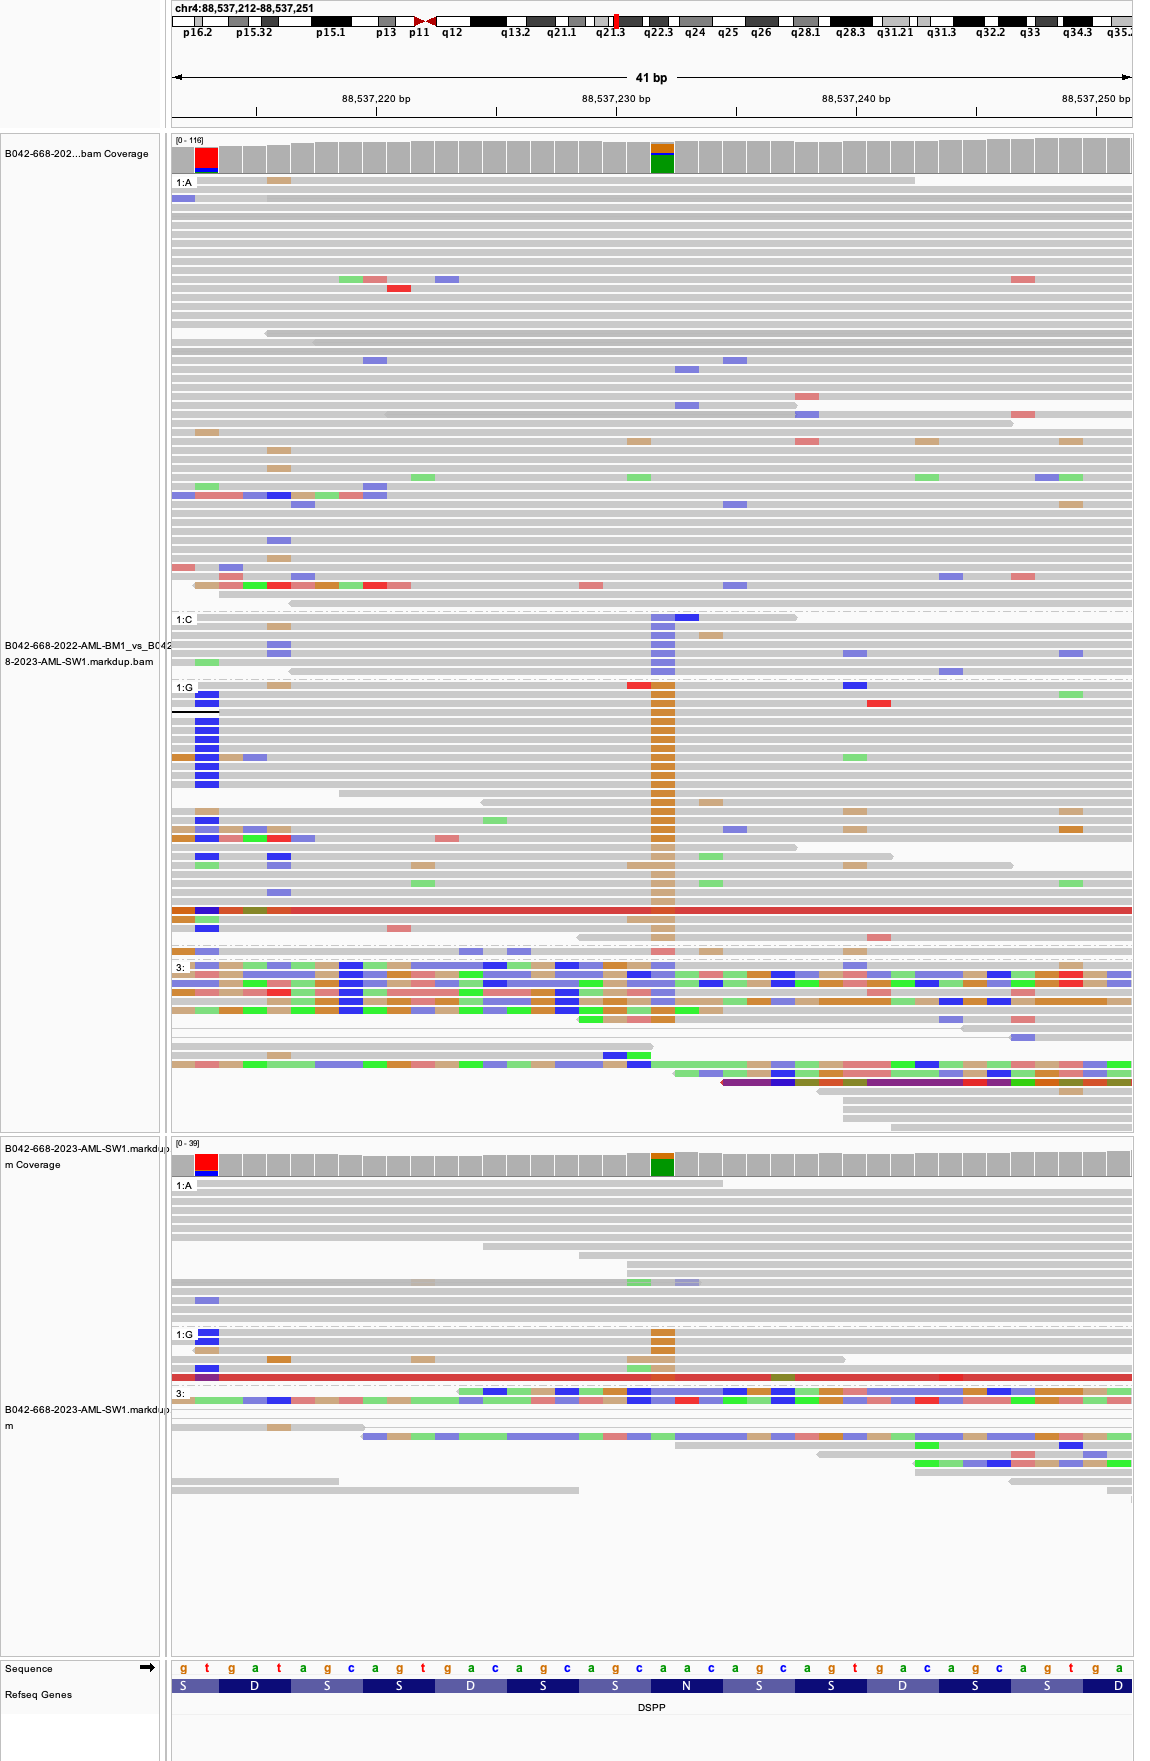 chr4:88,537,212-88,537,251
p16.2 p15.32 p15.1 p13 p11 q12 q13.2 q21.1 q21.3 q22.3 q24 q25 q26 q28.1 q28.3 q31.21 q31.3 q32.2 q33 q34.3 q35.2
41 bp
88,537,220 bp 88,537,230 bp 88,537,240 bp 88,537,250 bp
[0 - 116]
B042-668-202...bam Coverage
1:A
1:C
B042-668-2022-AML-BM1_vs_B042
8-2023-AML-SW1.markdup.bam
1:G
3:
[0 - 39]
B042-668-2023-AML-SW1.markdup
m Coverage
1:A
1:G
3:
B042-668-2023-AML-SW1.markdup
m
Sequence g t g a t a g c a g t g a c a g c a g c a a c a g c a g t g a c a g c a g t g a
Refseq Genes S D S S D S S N S S D S S D
DSPP